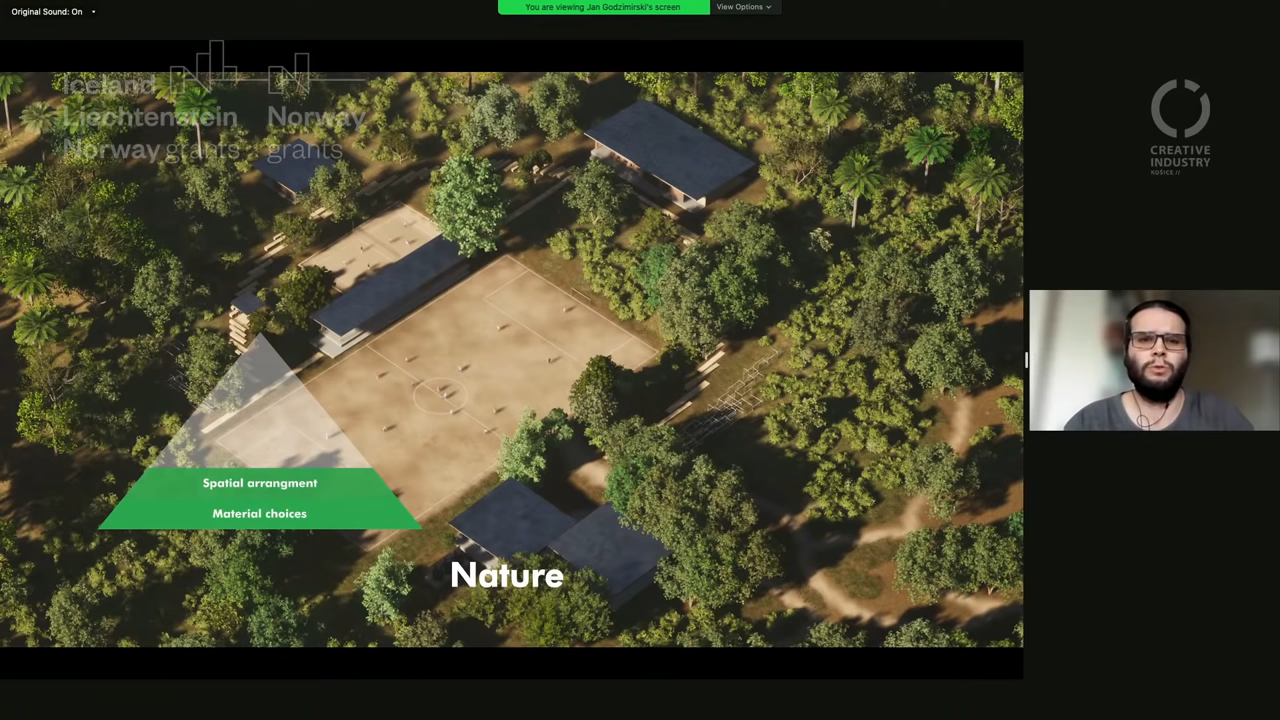 Original Sound: On
You are viewing Jan Godzimirski's screen
View Options
Iceland
Liechtenstein Norway
Norway grants grants
CREATIVE
INDUSTRY
KOŠICE //
Spatial arrangment
Material choices
Nature